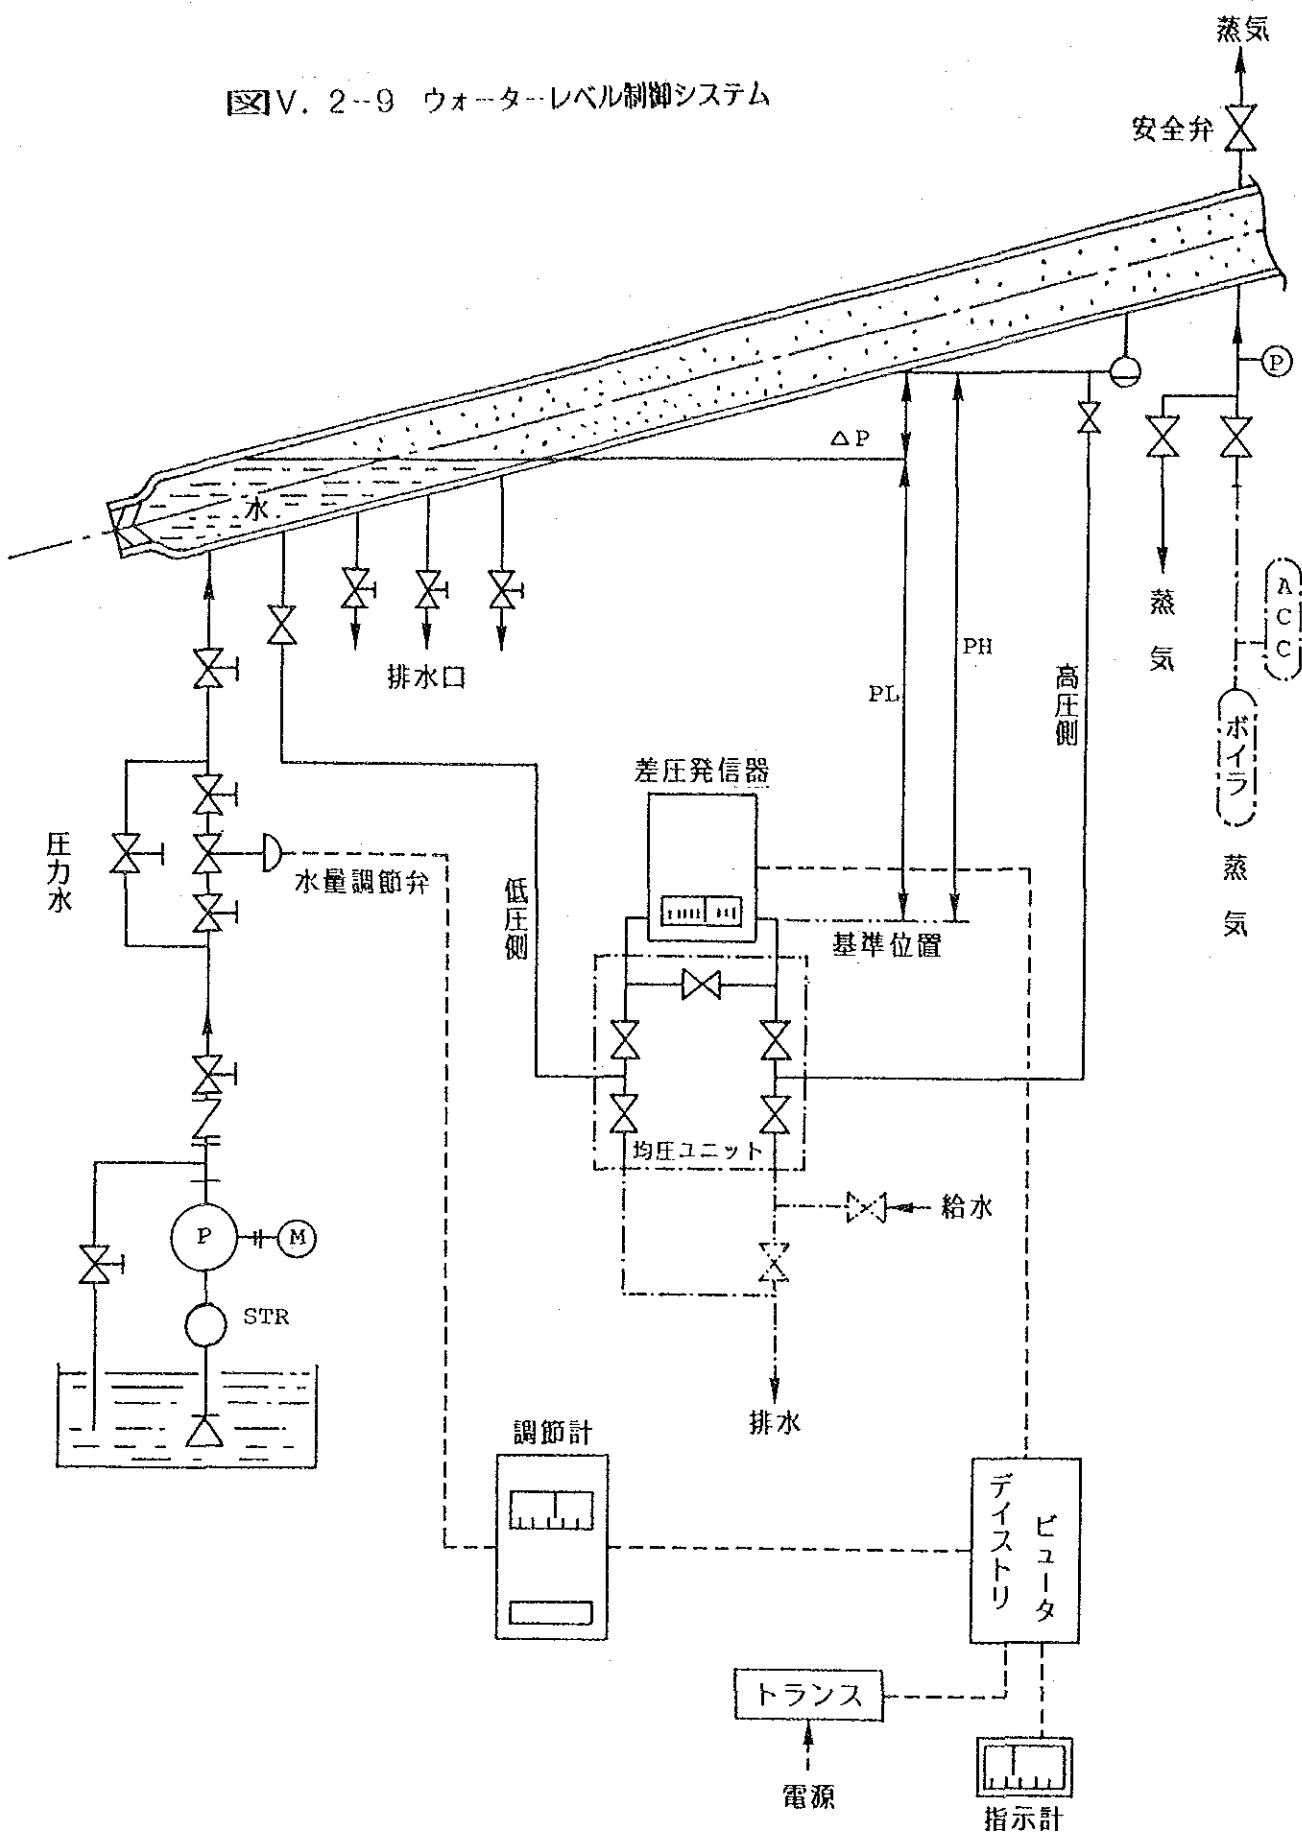 蒸気
図V. 2--9 ウォーターレベル制御システム
安全弁
P
△P
水
A
C
C
蒸気
排水口
PH
PL
高圧側
ボイラ
差圧発信器
圧力水
水量調節弁
低圧側
蒸気
基準位置
均圧ユニット
給水
P
M
STR
排水
調節計
ディストリ
ビュータ
トランス
電源
指示計